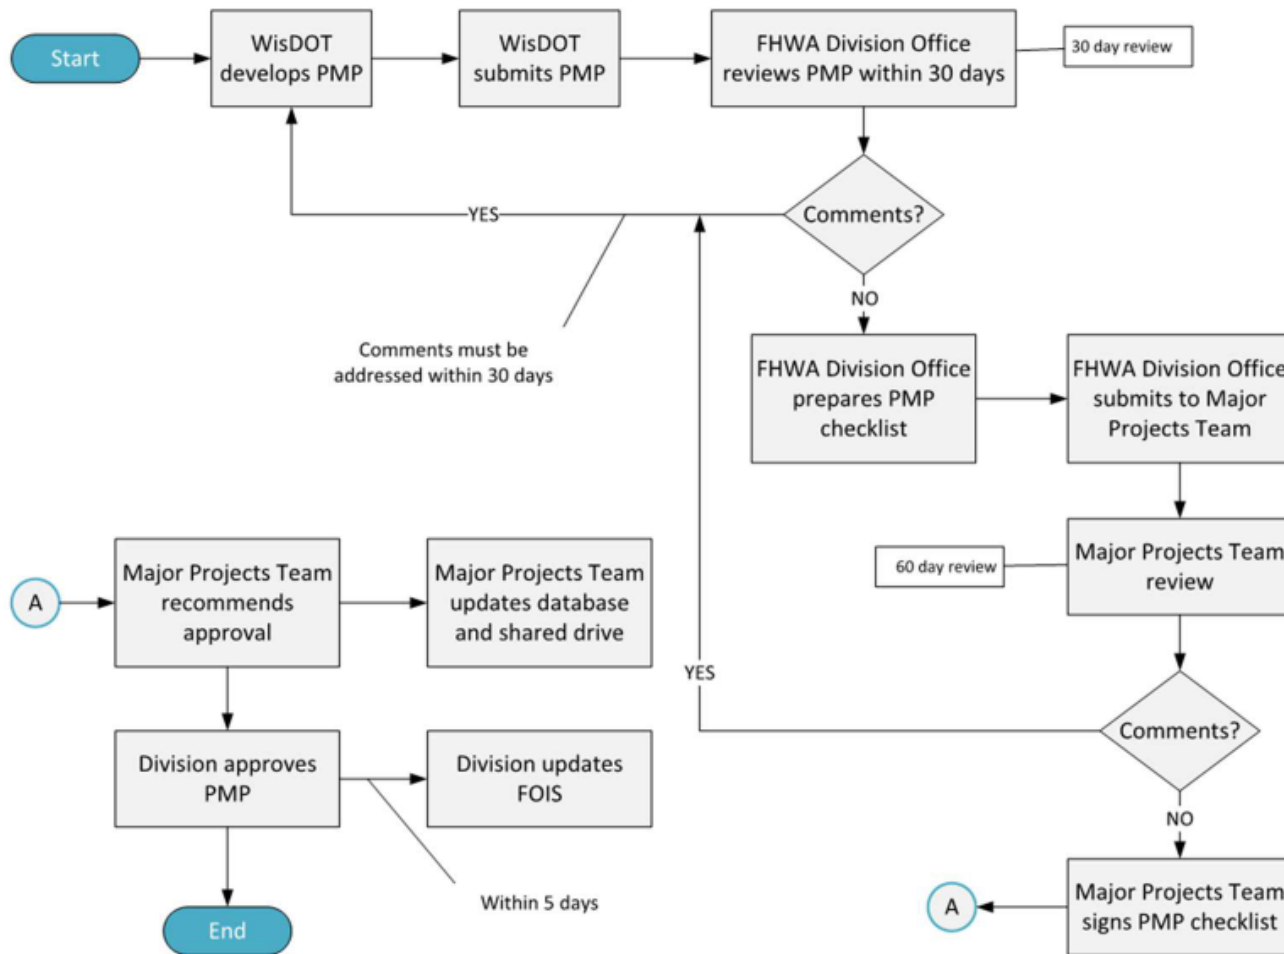 Start
WisDOT
develops PMP
WisDOT
submits PMP
FHWA Division Office
reviews PMP within 30 days
30 day review
Comments?
YES
Comments must be
addressed within 30 days
NO
FHWA Division Office
prepares PMP
checklist
FHWA Division Office
submits to Major
Projects Team
Major Projects Team
review
60 day review
Comments?
YES
NO
Major Projects Team
signs PMP checklist
A
A
Major Projects Team
recommends
approval
Major Projects Team
updates database
and shared drive
Division approves
PMP
Division updates
FOIS
Within 5 days
End